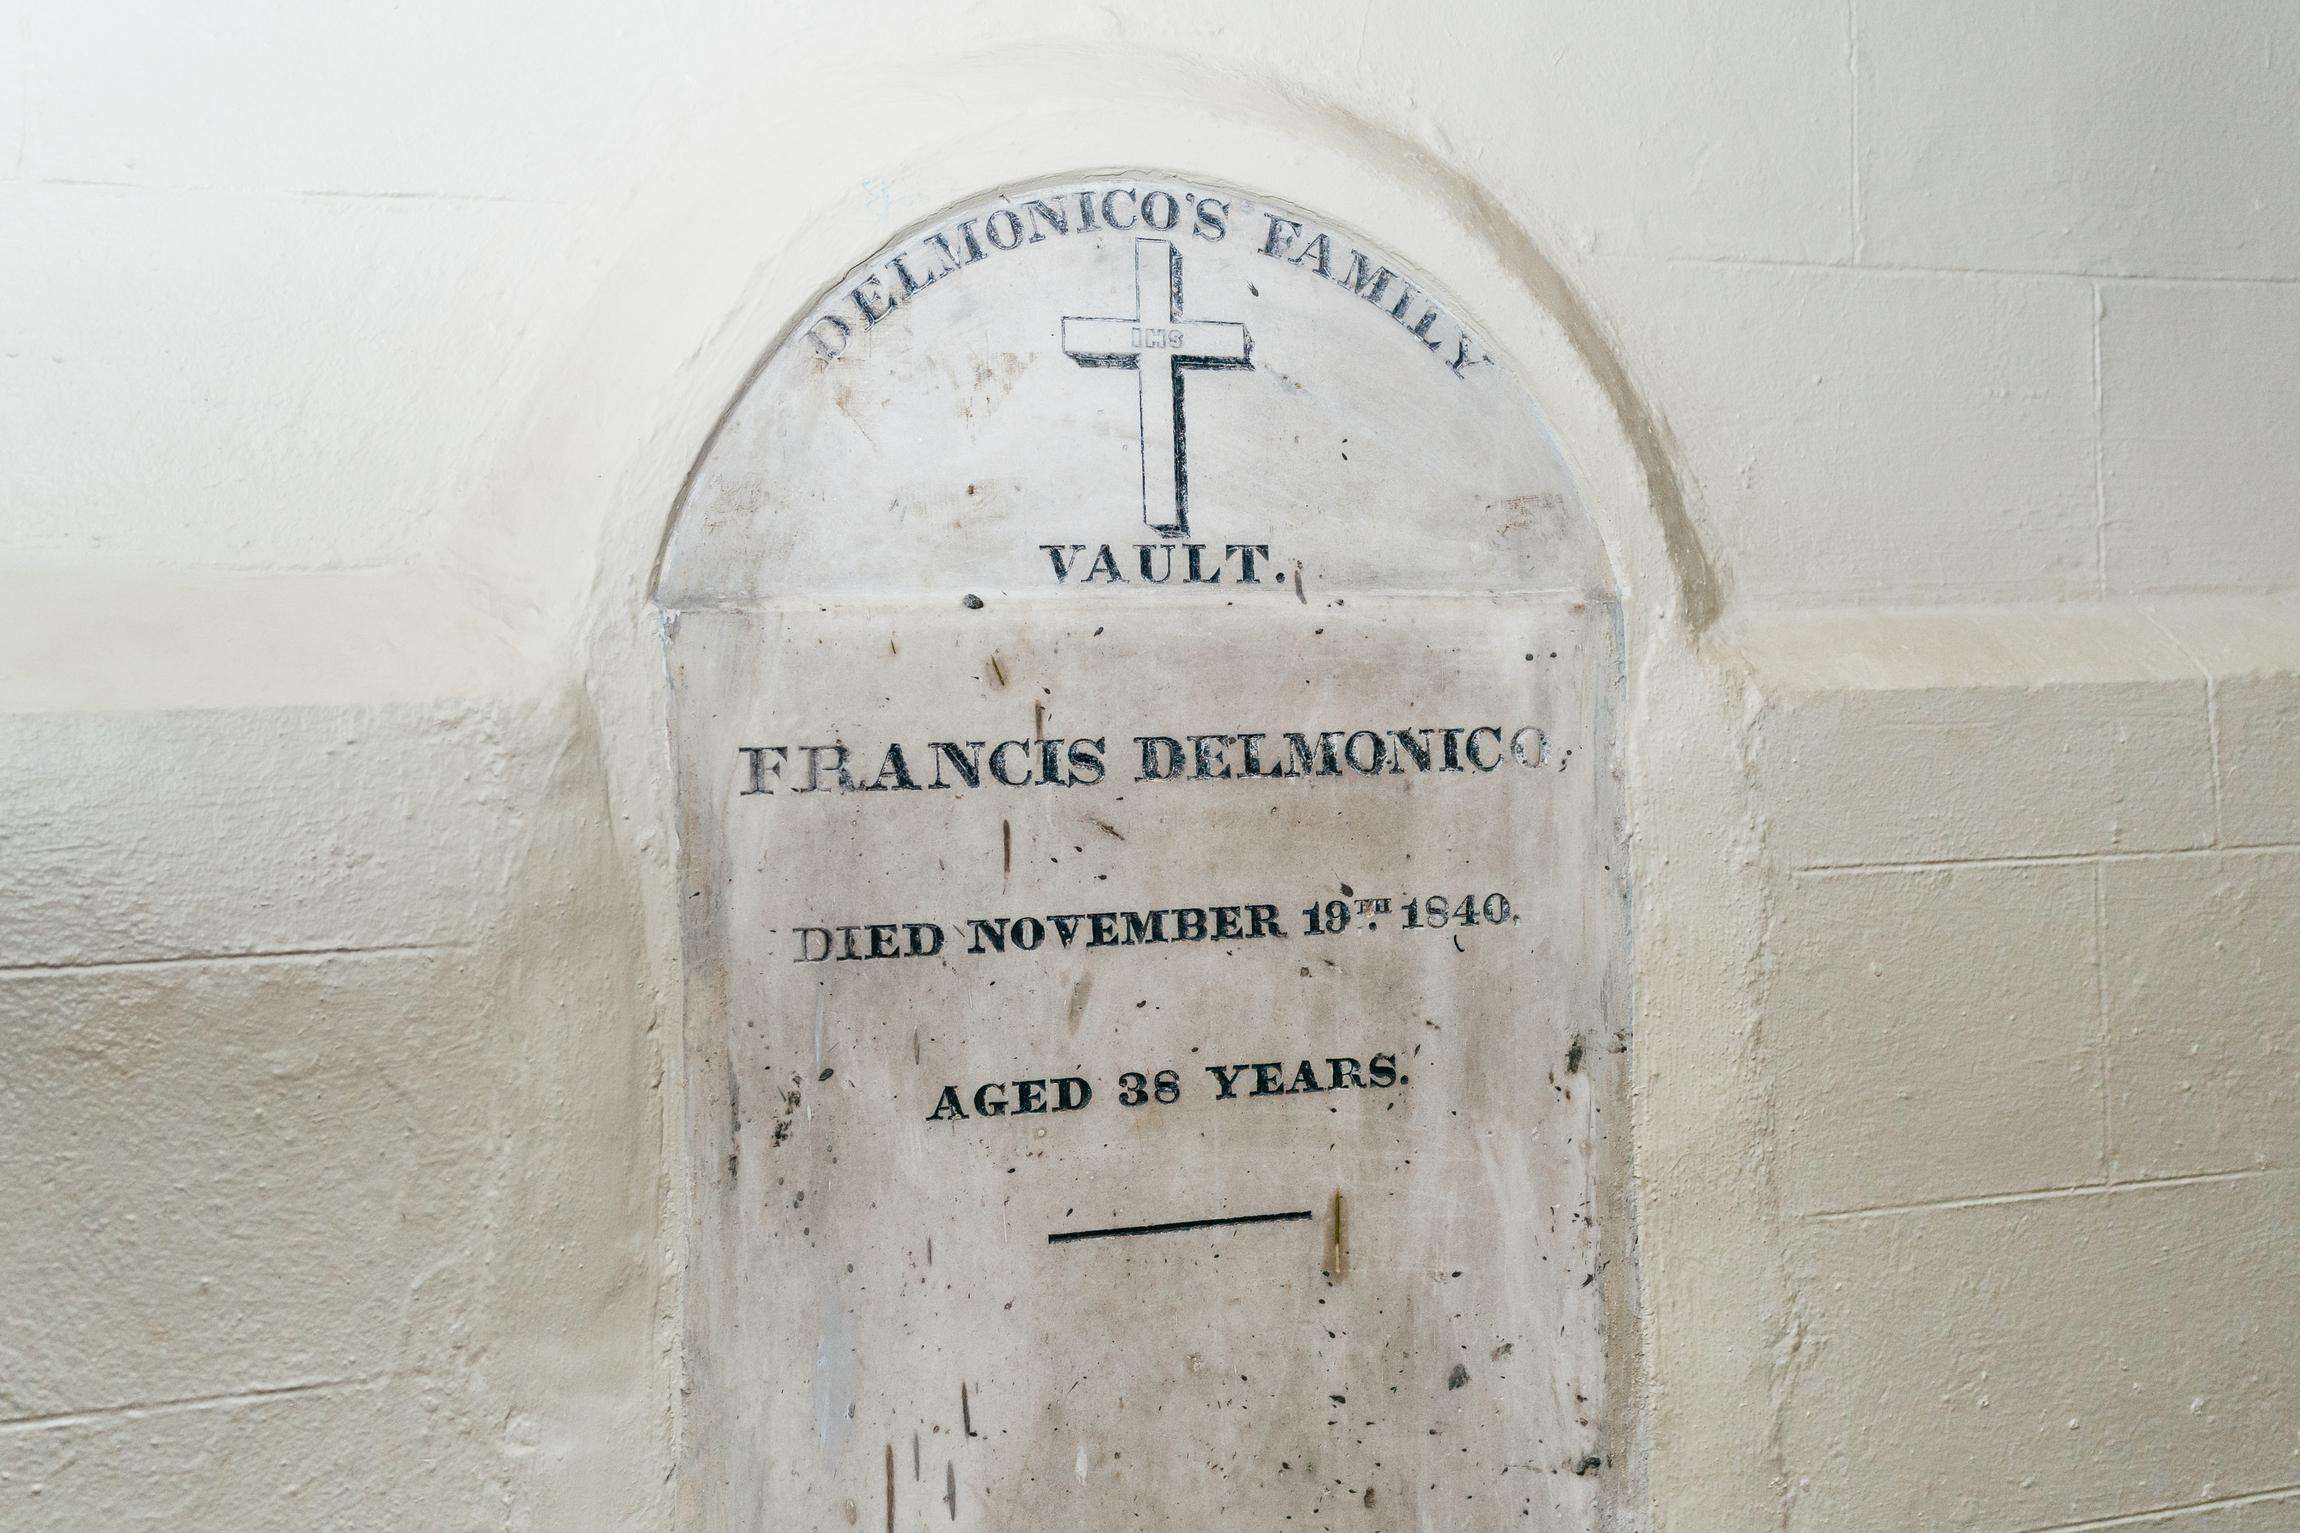 DELMONICO'S FAMILY
IHS
VAULT.
FRANCIS DELMONICO,
DIED NOVEMBER 19TH. 1840,
AGED 38 YEARS.